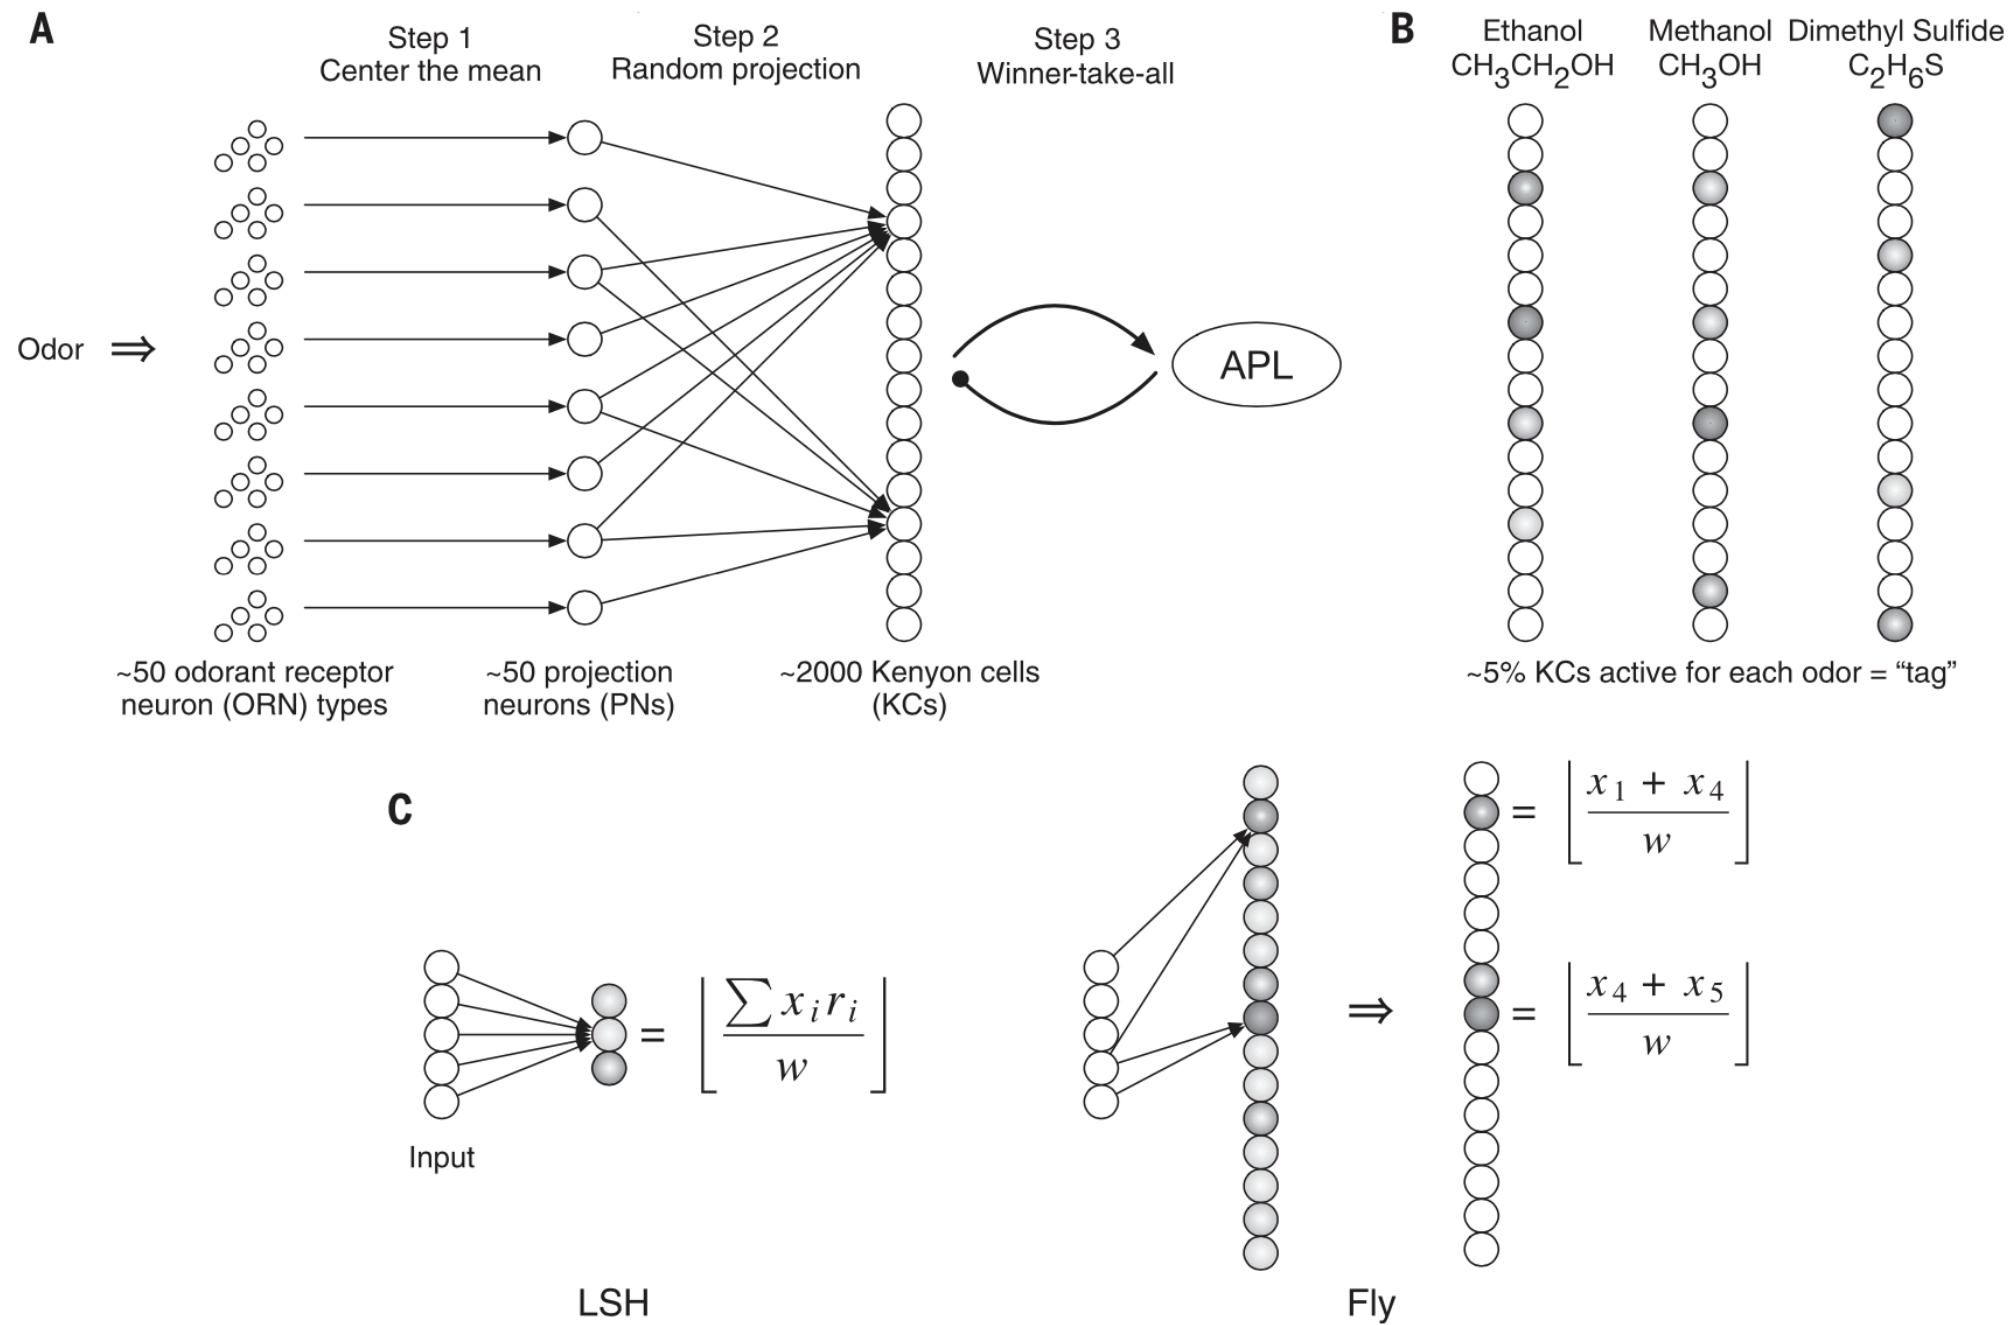 A
Step 1
Center the mean
Step 2
Random projection
Step 3
Winner-take-all
Odor ⇒
APL
~50 odorant receptor
neuron (ORN) types
~50 projection
neurons (PNs)
~2000 Kenyon cells
(KCs)
B
Ethanol
CH₃CH₂OH
Methanol
CH₃OH
Dimethyl Sulfide
C₂H₆S
~5% KCs active for each odor = “tag”
C
Input
= ⌊ ∑ xᵢrᵢ / w ⌋
LSH
⇒
= ⌊ x₁ + x₄ / w ⌋
= ⌊ x₄ + x₅ / w ⌋
Fly